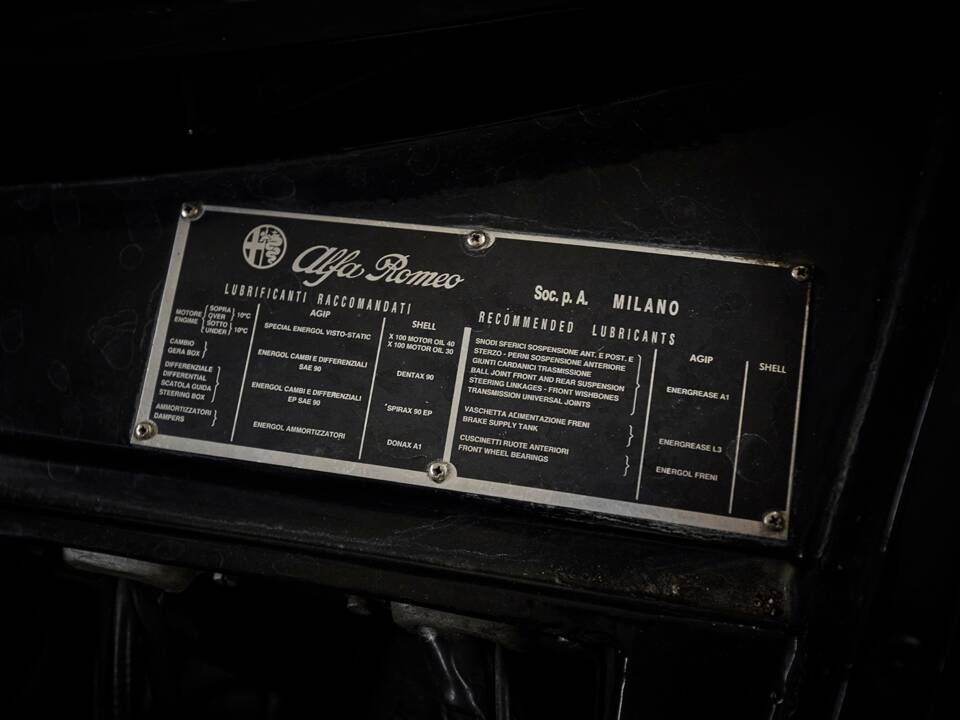 Alfa Romeo
Soc. p. A. MILANO
LUBRIFICANTI RACCOMANDATI
RECOMMENDED LUBRICANTS
AGIP SHELL
MOTORE ENGINE
SOPRA OVER 10°C
SOTTO UNDER 10°C
SPECIAL ENERGOL VISTO-STATIC
X 100 MOTOR OIL 40
X 100 MOTOR OIL 30
CAMBIO
GERA BOX
ENERGOL CAMBI E DIFFERENZIALI
SAE 90
DENTAX 90
DIFFERENZIALE
DIFFERENTIAL
SCATOLA GUIDA
STEERING BOX
ENERGOL CAMBI E DIFFERENZIALI
EP SAE 90
SPIRAX 90 EP
AMMORTIZZATORI
DAMPERS
ENERGOL AMMORTIZZATORI
DONAX A1
AGIP SHELL
SNODI SFERICI SOSPENSIONE ANT. E POST. E
STERZO - PERNI SOSPENSIONE ANTERIORE
GIUNTI CARDANICI TRASMISSIONE
BALL JOINT FRONT AND REAR SUSPENSION
STEERING LINKAGES - FRONT WISHBONES
TRANSMISSION UNIVERSAL JOINTS
ENERGREASE A1
VASCHETTA ALIMENTAZIONE FRENI
BRAKE SUPPLY TANK
ENERGREASE L3
CUSCINETTI RUOTE ANTERIORI
FRONT WHEEL BEARINGS
ENERGOL FRENI